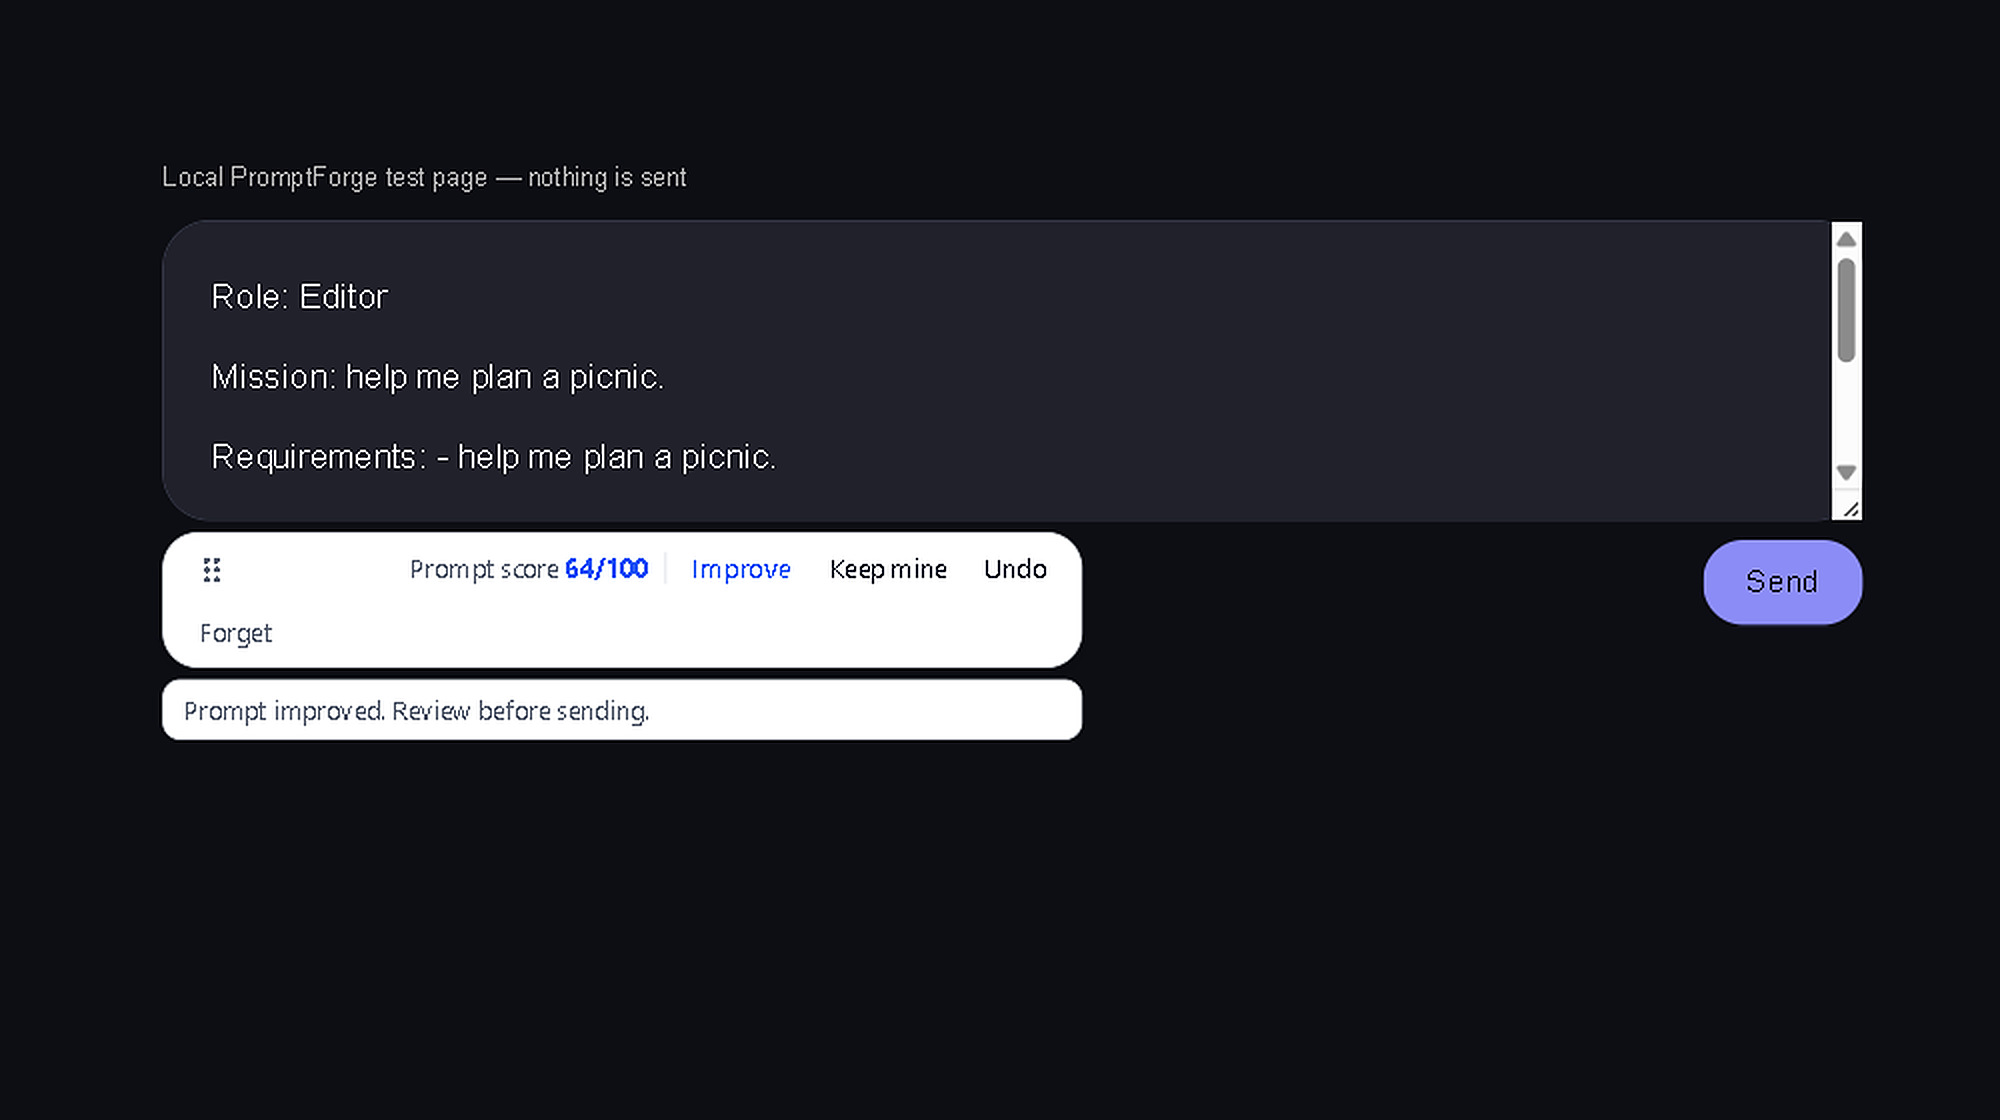 Local PromptForge test page — nothing is sent
Role: Editor
Mission: help me plan a picnic.
Requirements: - help me plan a picnic.
Prompt score 64/100 Improve Keep mine Undo
Send
Forget
Prompt improved. Review before sending.